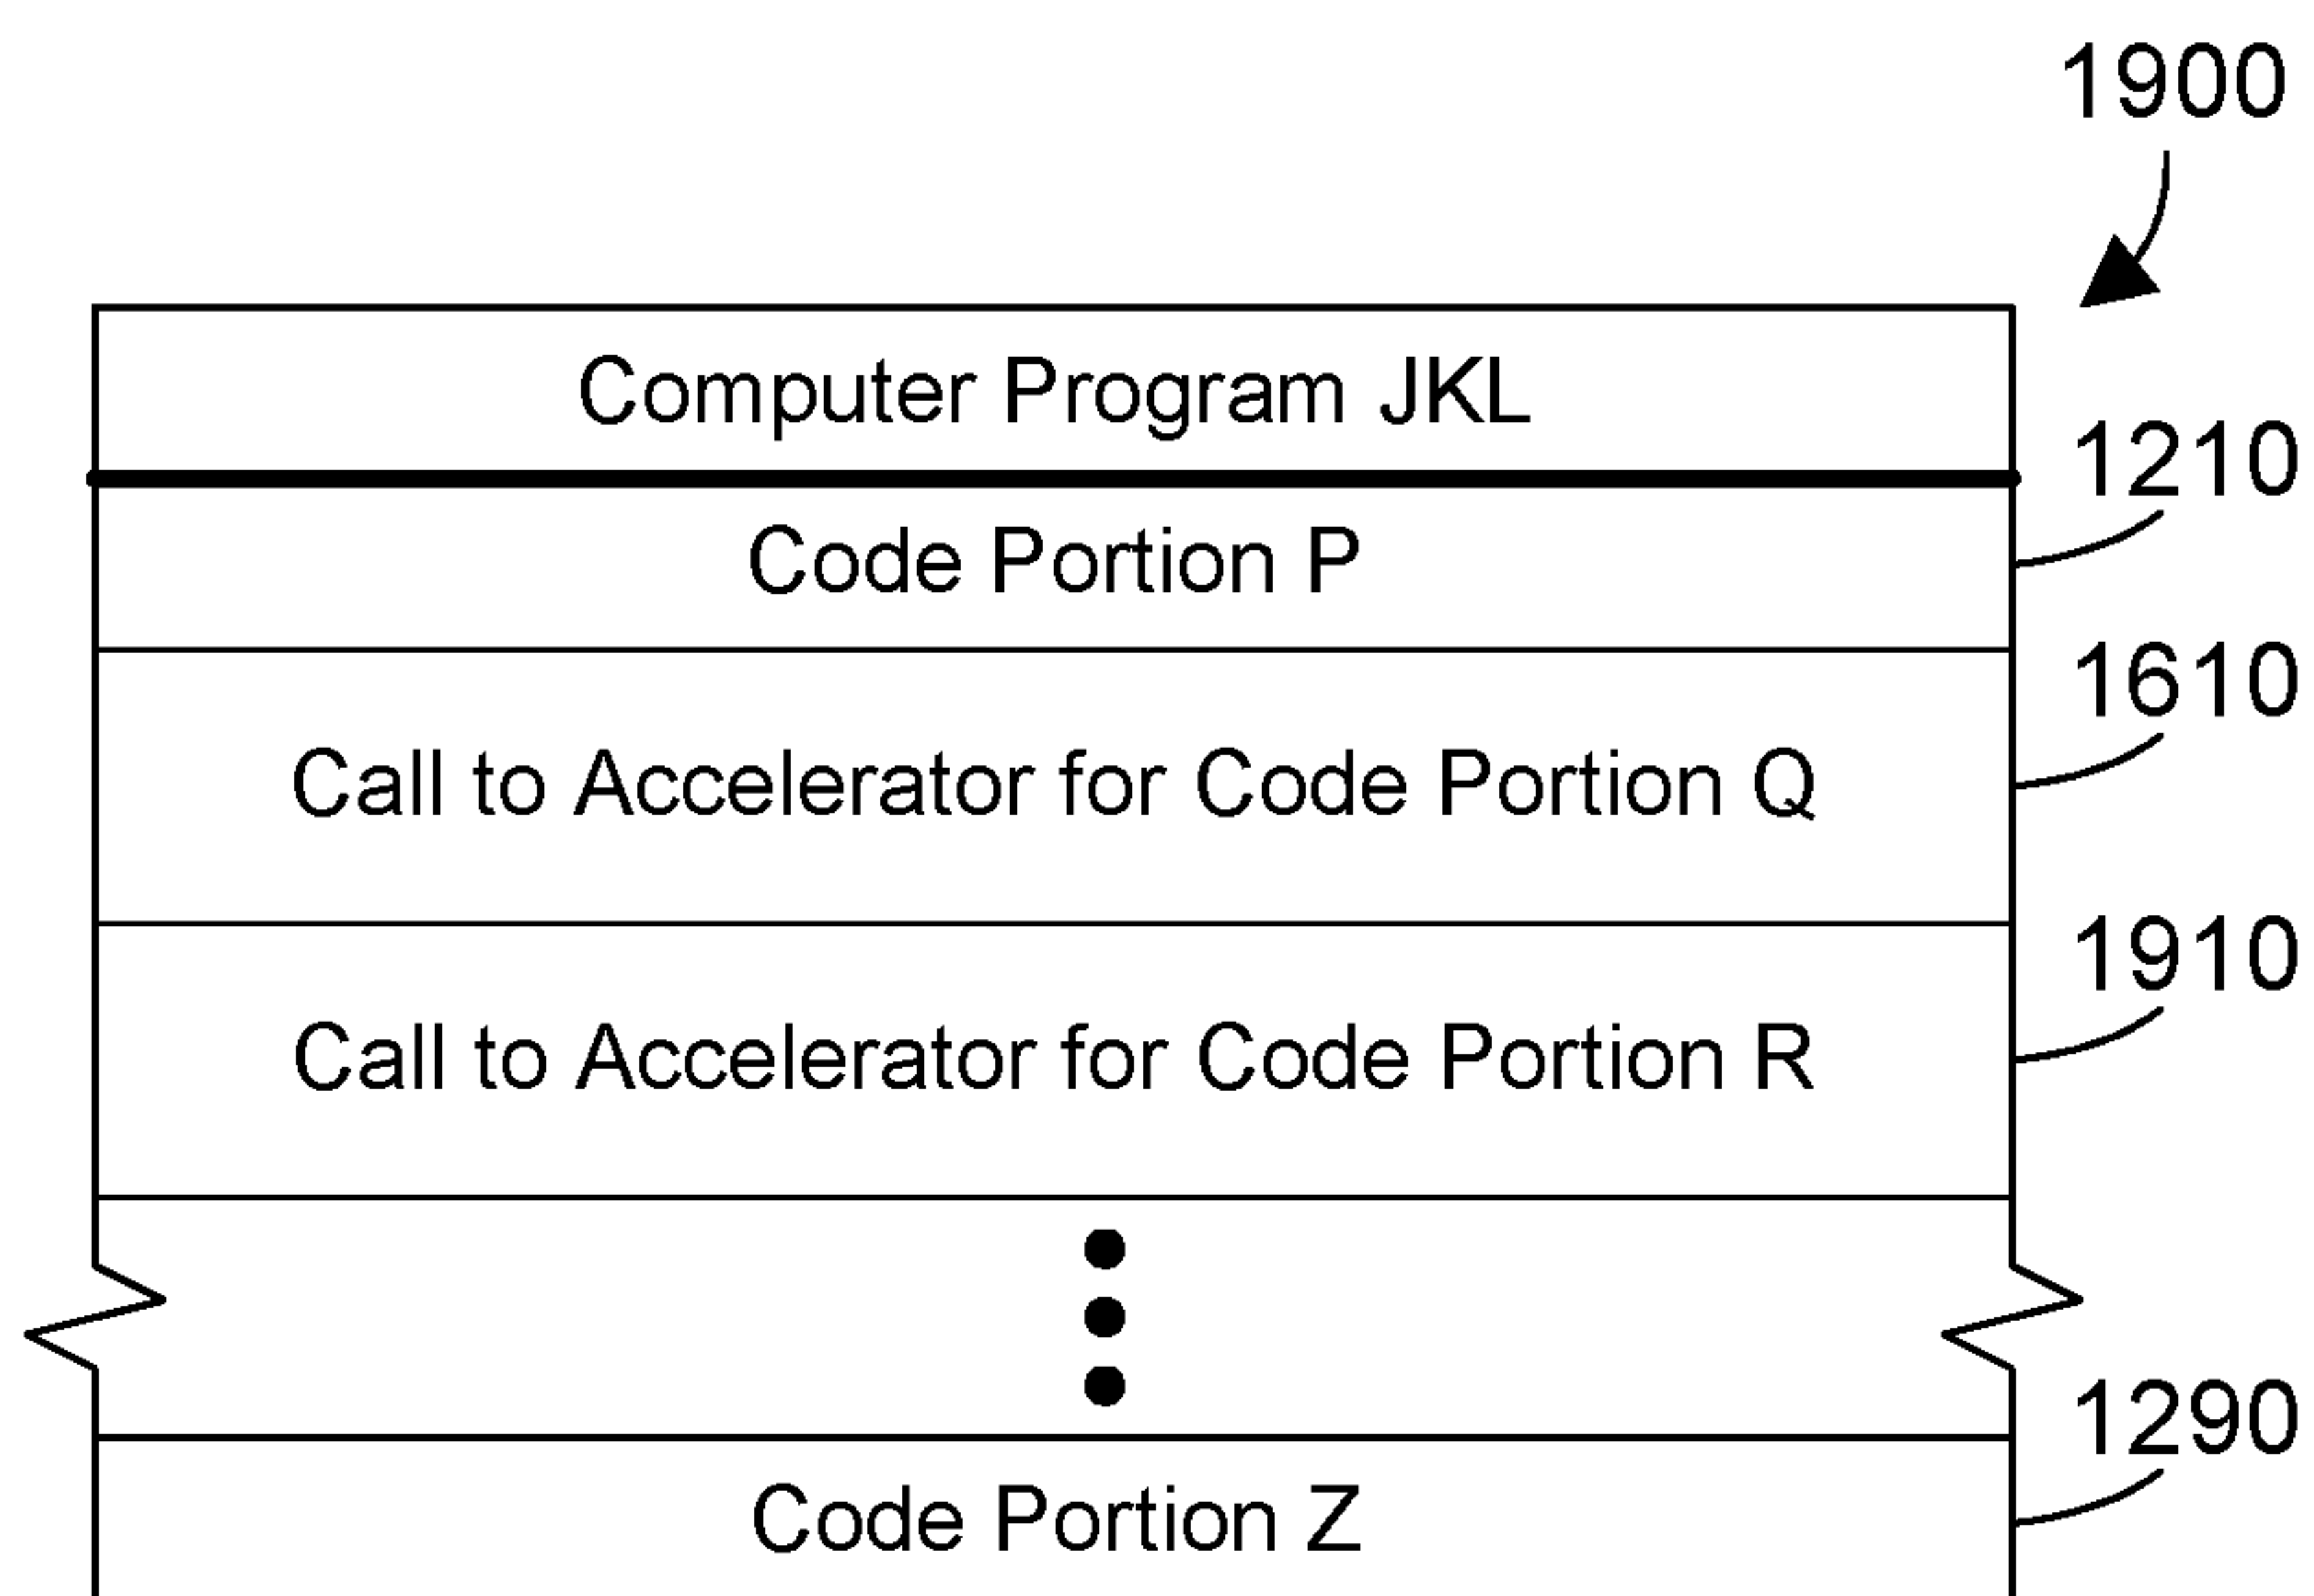 1900
Computer Program JKL
1210
Code Portion P
1610
Call to Accelerator for Code Portion Q
1910
Call to Accelerator for Code Portion R
1290
Code Portion Z